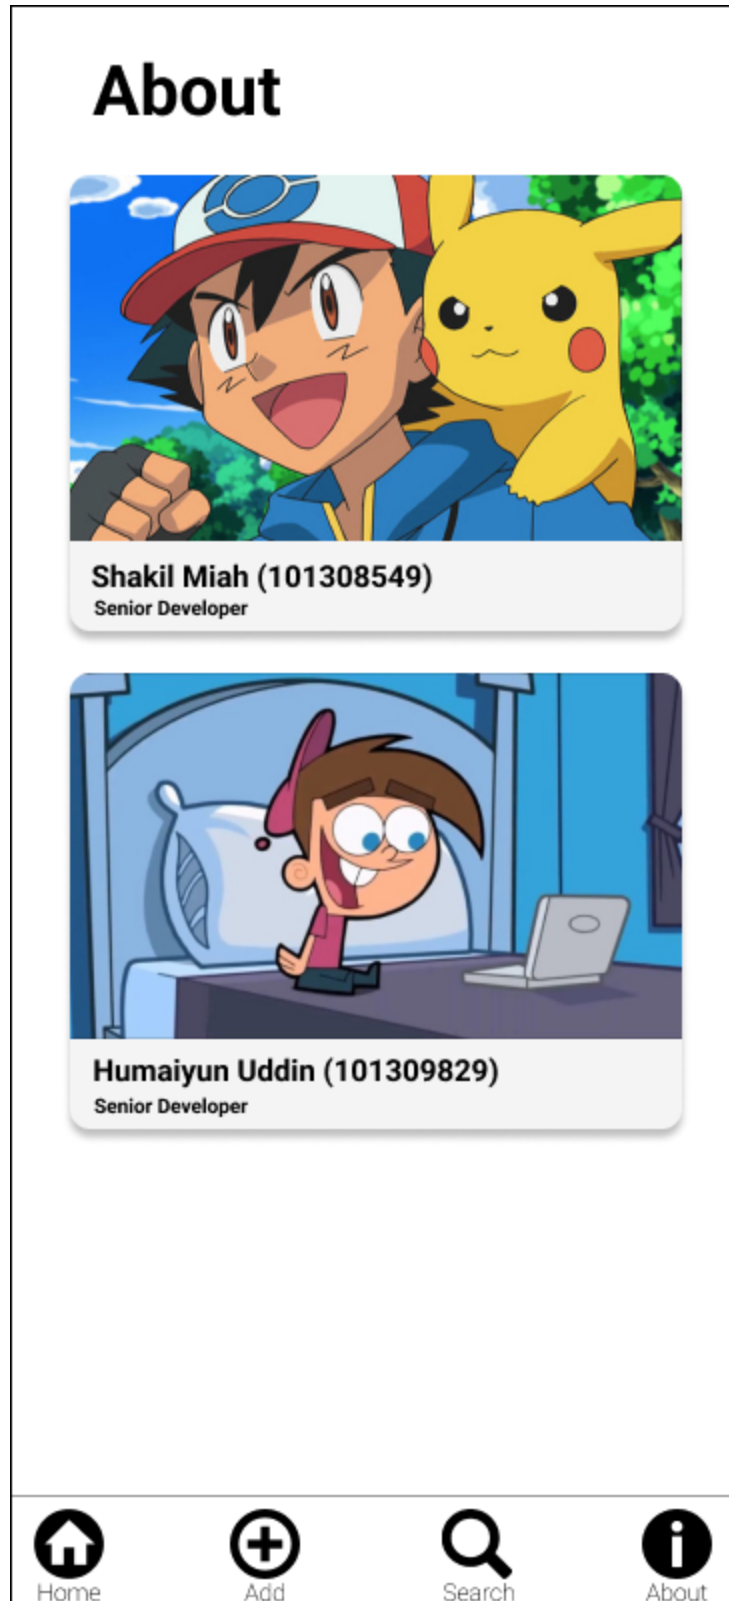 About
Shakil Miah (101308549)
Senior Developer
Humaiyun Uddin (101309829)
Senior Developer
Home
Add
Search
About